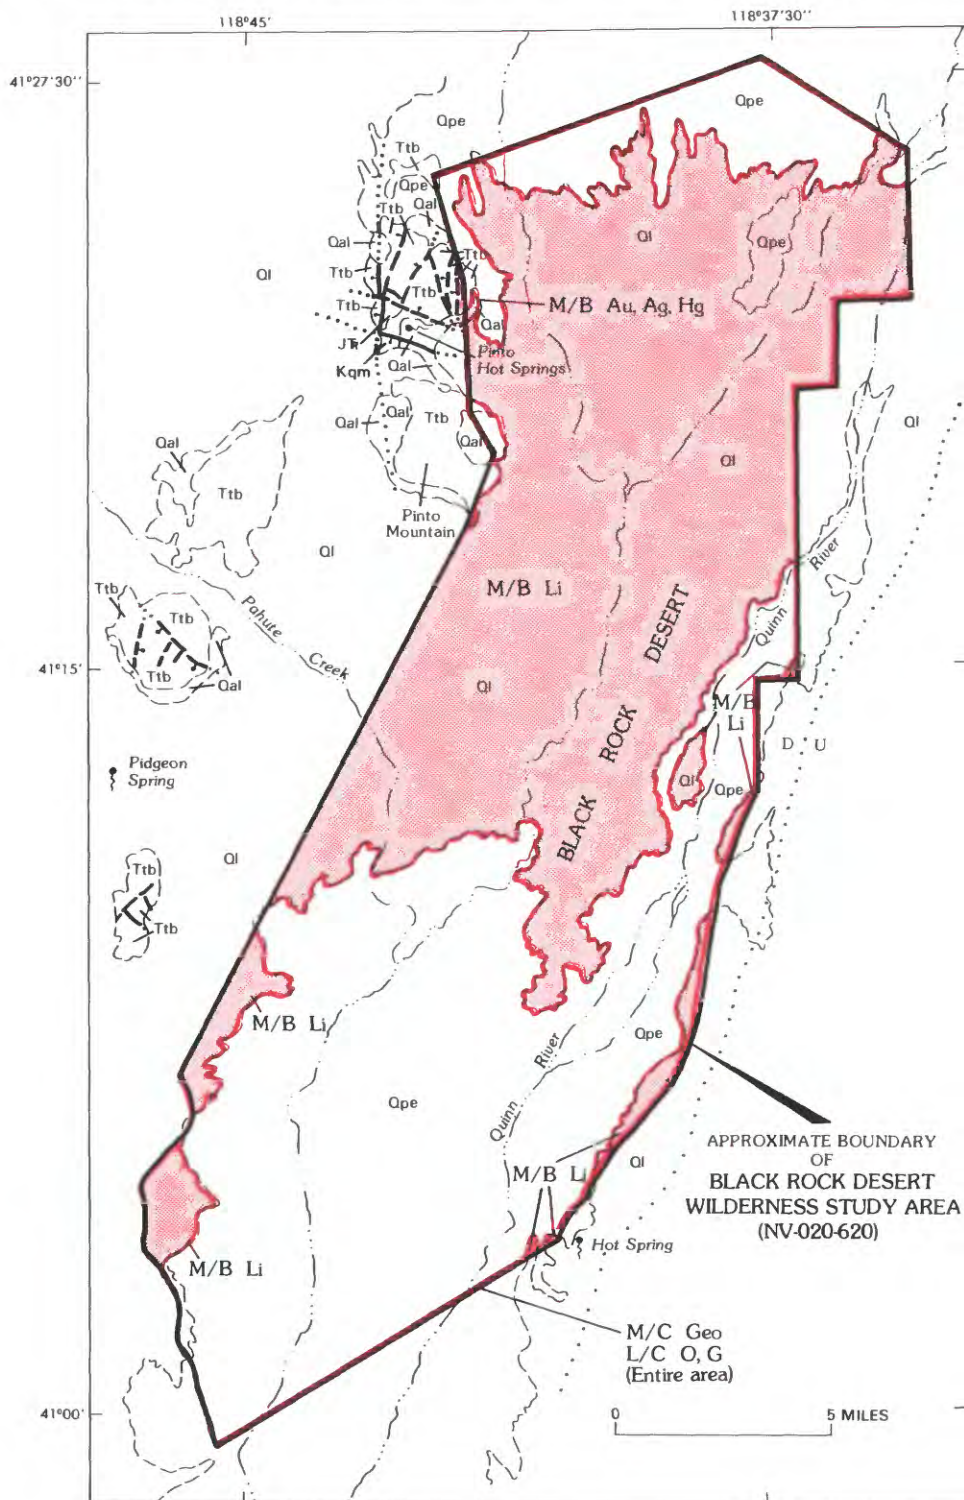 118°45'
118°37'30''
41°27'30''
Qpe
Qpe
Ttb
Qpe
Ttb
Qal
Qal
Ql
Ttb
Ttb
Ql
Qpe
Ttb
Ttb
M/B Au, Ag, Hg
Qal
JTR
Pinto
Hot Springs
Kqm
Qal
Qal
Qal
Ttb
Qal
Ql
Qal
Ttb
Ql
Pinto
Mountain
Ql
River
Quinn
M/B Li
Ttb
Ttb
Pahute
Creek
DESERT
41°15'
Ttb
Qal
Ql
M/B
Li
ROCK
D U
Pidgeon
Spring
Ql
Qpe
BLACK
Ql
Ttb
Ttb
M/B Li
River
Qpe
Qpe
Quinn
APPROXIMATE BOUNDARY
OF
BLACK ROCK DESERT
WILDERNESS STUDY AREA
(NV-020-620)
Ql
M/B Li
Hot Spring
M/B Li
M/C Geo
L/C O, G
(Entire area)
41°00'
0 5 MILES